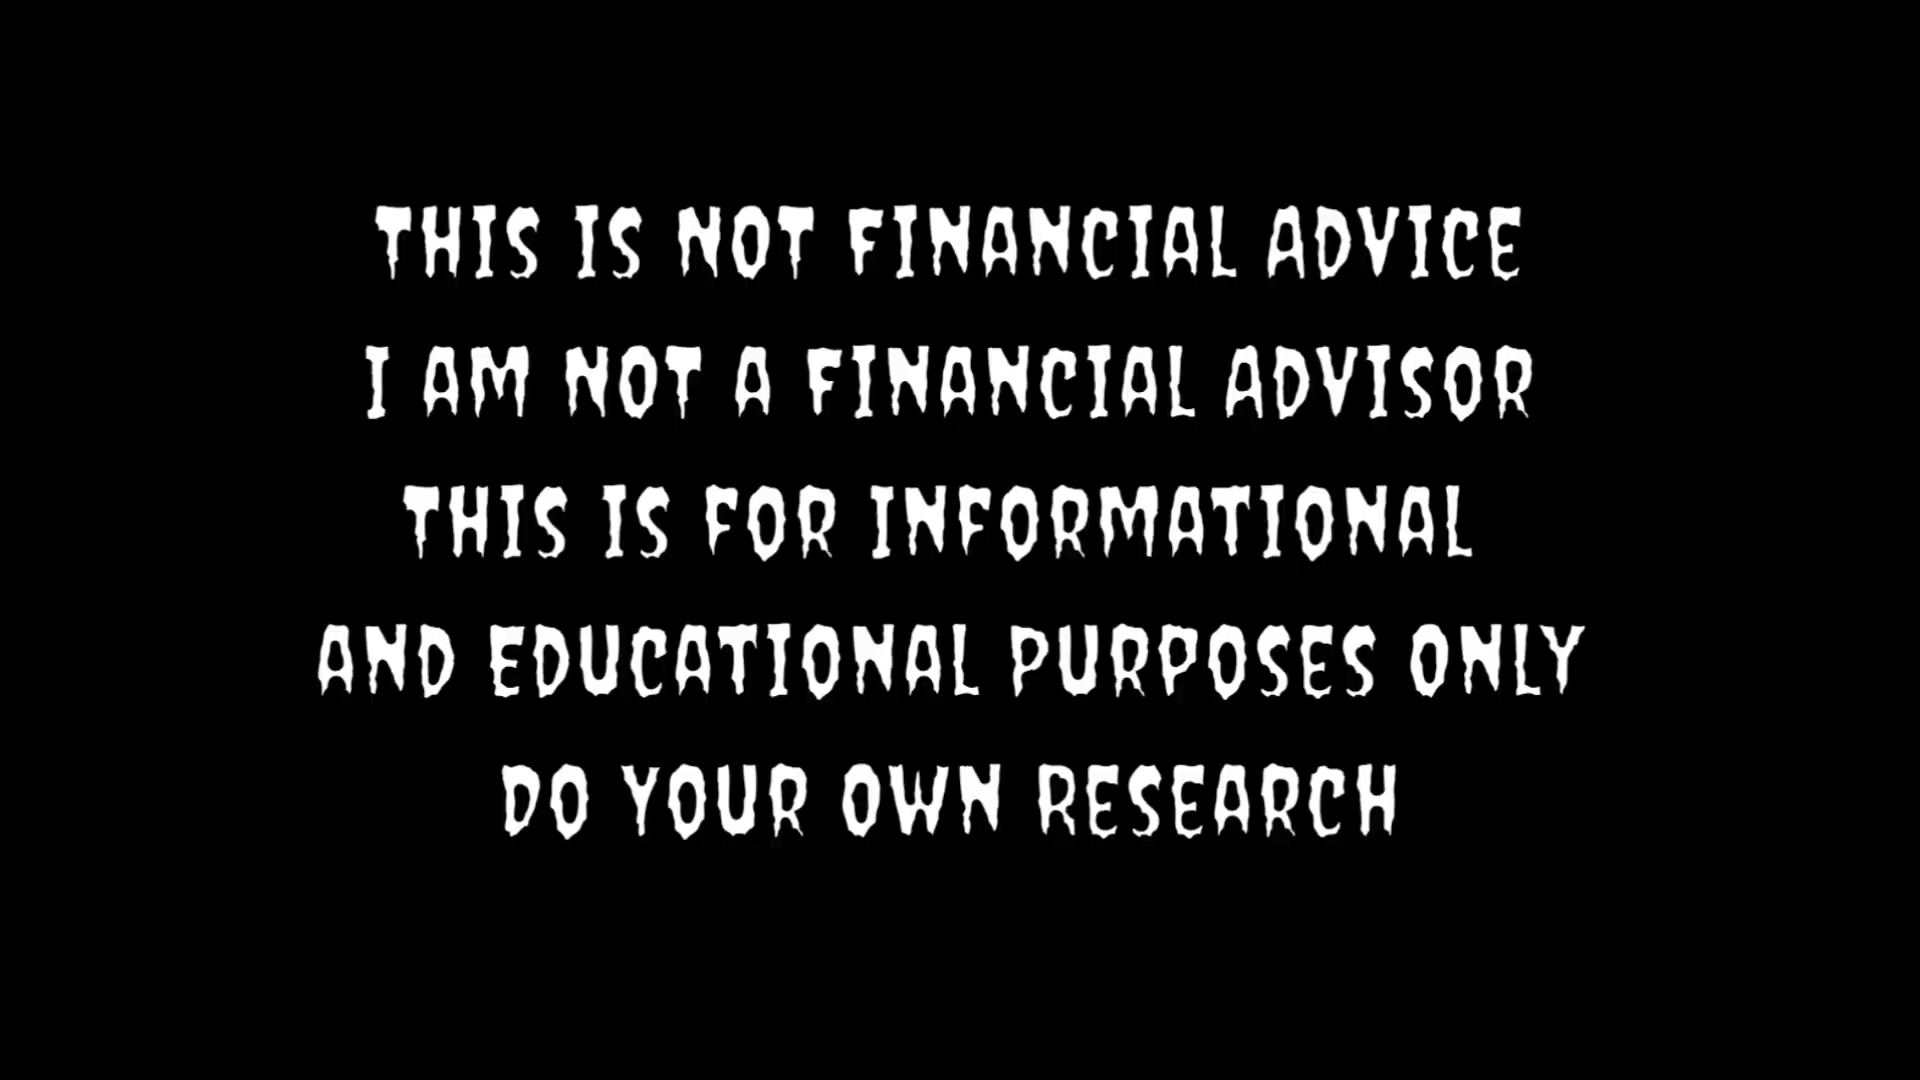 THIS IS NOT FINANCIAL ADVICE
I AM NOT A FINANCIAL ADVISOR
THIS IS FOR INFORMATIONAL
AND EDUCATIONAL PURPOSES ONLY
DO YOUR OWN RESEARCH